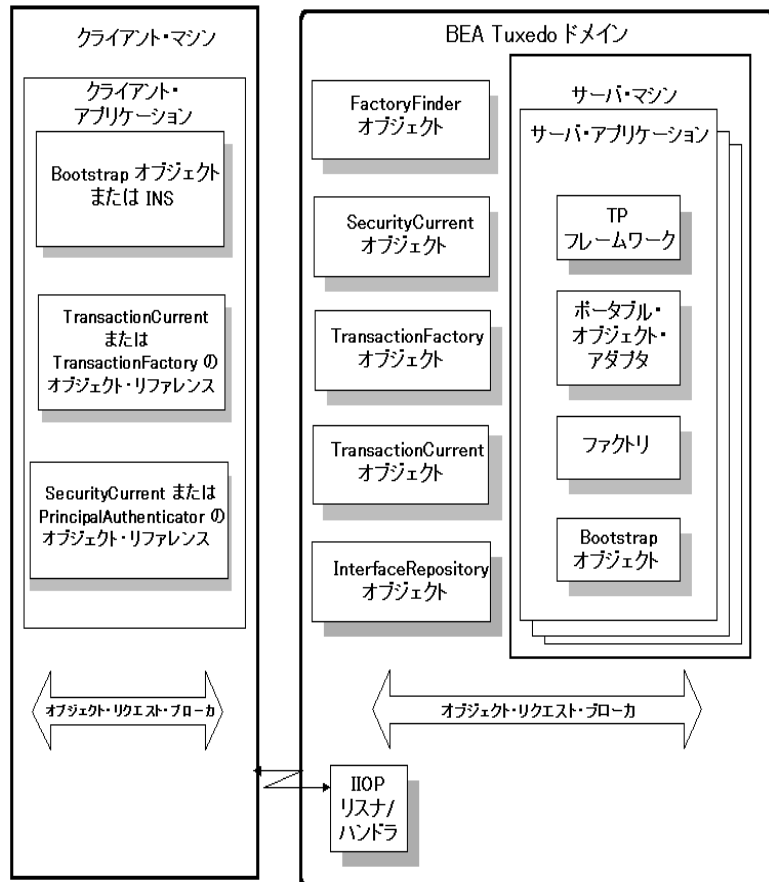 クライアント・マシン
クライアント・
アプリケーション
Bootstrap オブジェクト
または INS
TransactionCurrent
または
TransactionFactory の
オブジェクト・リファレンス
SecurityCurrent または
PrincipalAuthenticator の
オブジェクト・リファレンス
オブジェクト・リクエスト・ブローカ
BEA Tuxedo ドメイン
FactoryFinder
オブジェクト
SecurityCurrent
オブジェクト
TransactionFactory
オブジェクト
TransactionCurrent
オブジェクト
InterfaceRepository
オブジェクト
サーバ・マシン
サーバ・アプリケーション
TP
フレームワーク
ポータブル・
オブジェクト・
アダプタ
ファクトリ
Bootstrap
オブジェクト
オブジェクト・リクエスト・ブローカ
IIOP
リスナ/
ハンドラ